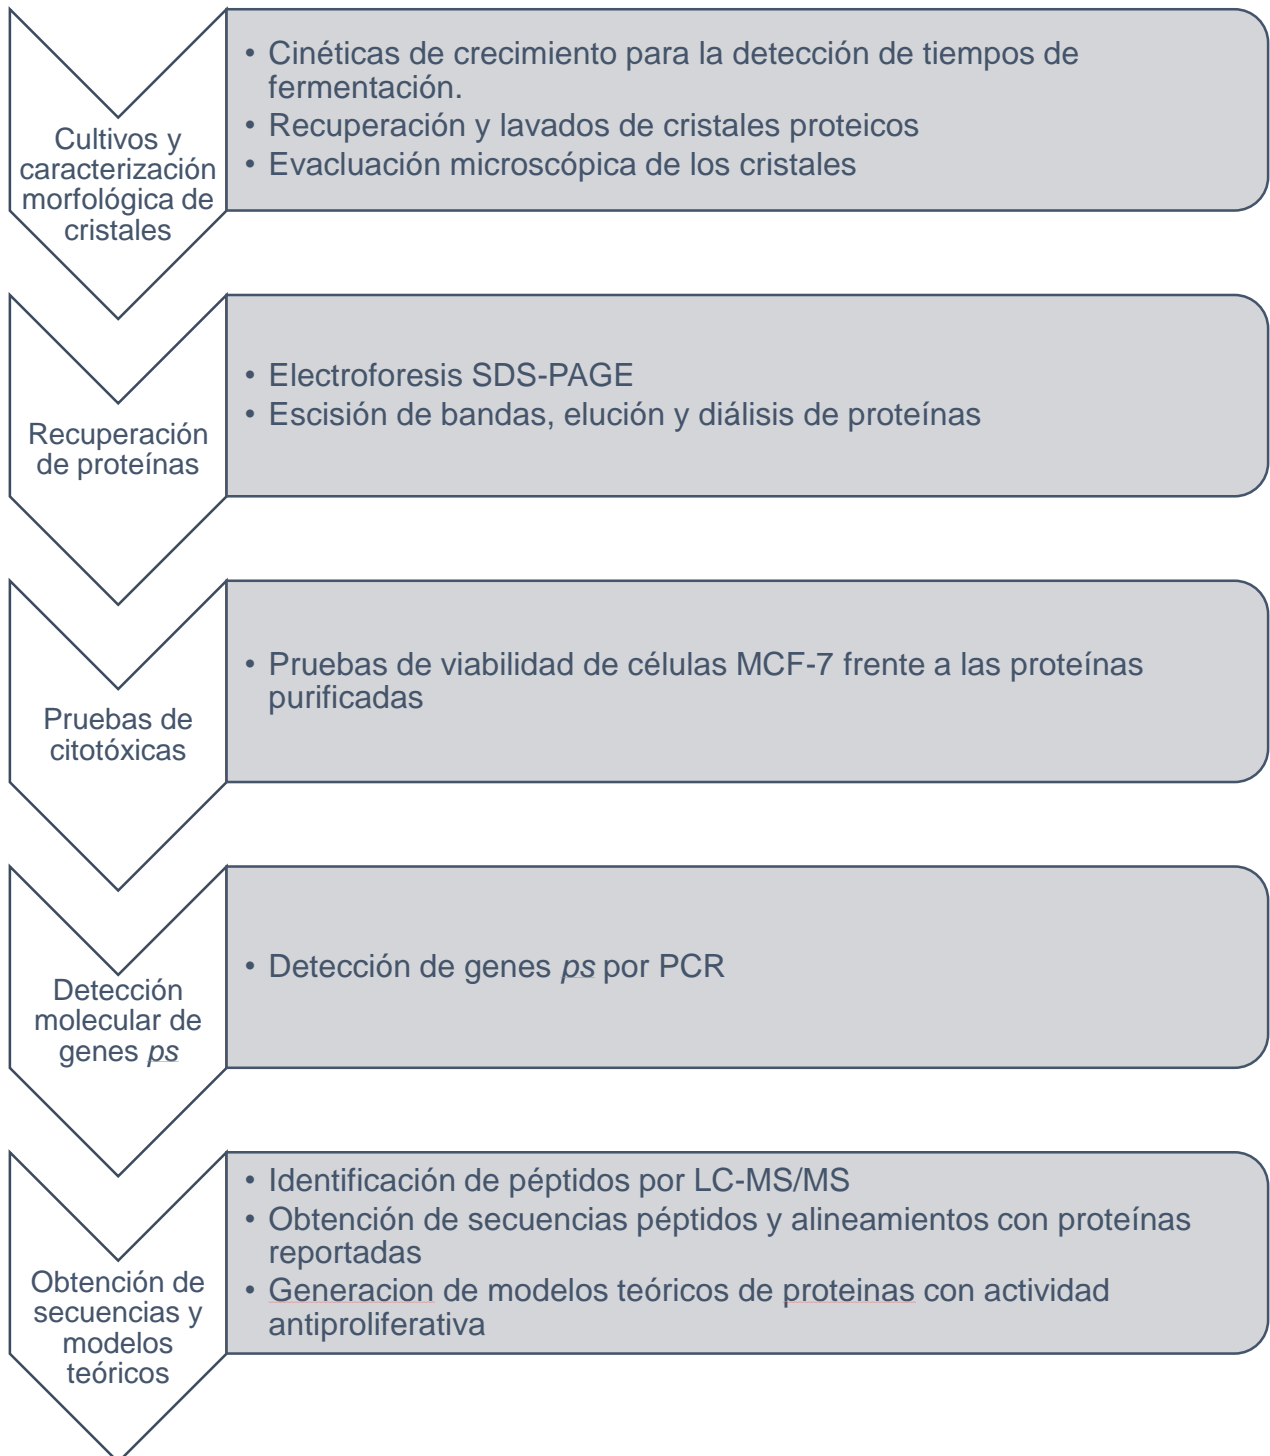 Cultivos y
caracterización
morfológica de
cristales
• Cinéticas de crecimiento para la detección de tiempos de
fermentación.
• Recuperación y lavados de cristales proteicos
• Evacluación microscópica de los cristales
Recuperación
de proteínas
• Electroforesis SDS-PAGE
• Escisión de bandas, elución y diálisis de proteínas
Pruebas de
citotóxicas
• Pruebas de viabilidad de células MCF-7 frente a las proteínas
purificadas
Detección
molecular de
genes ps
• Detección de genes ps por PCR
Obtención de
secuencias y
modelos
teóricos
• Identificación de péptidos por LC-MS/MS
• Obtención de secuencias péptidos y alineamientos con proteínas
reportadas
• Generacion de modelos teóricos de proteinas con actividad
antiproliferativa